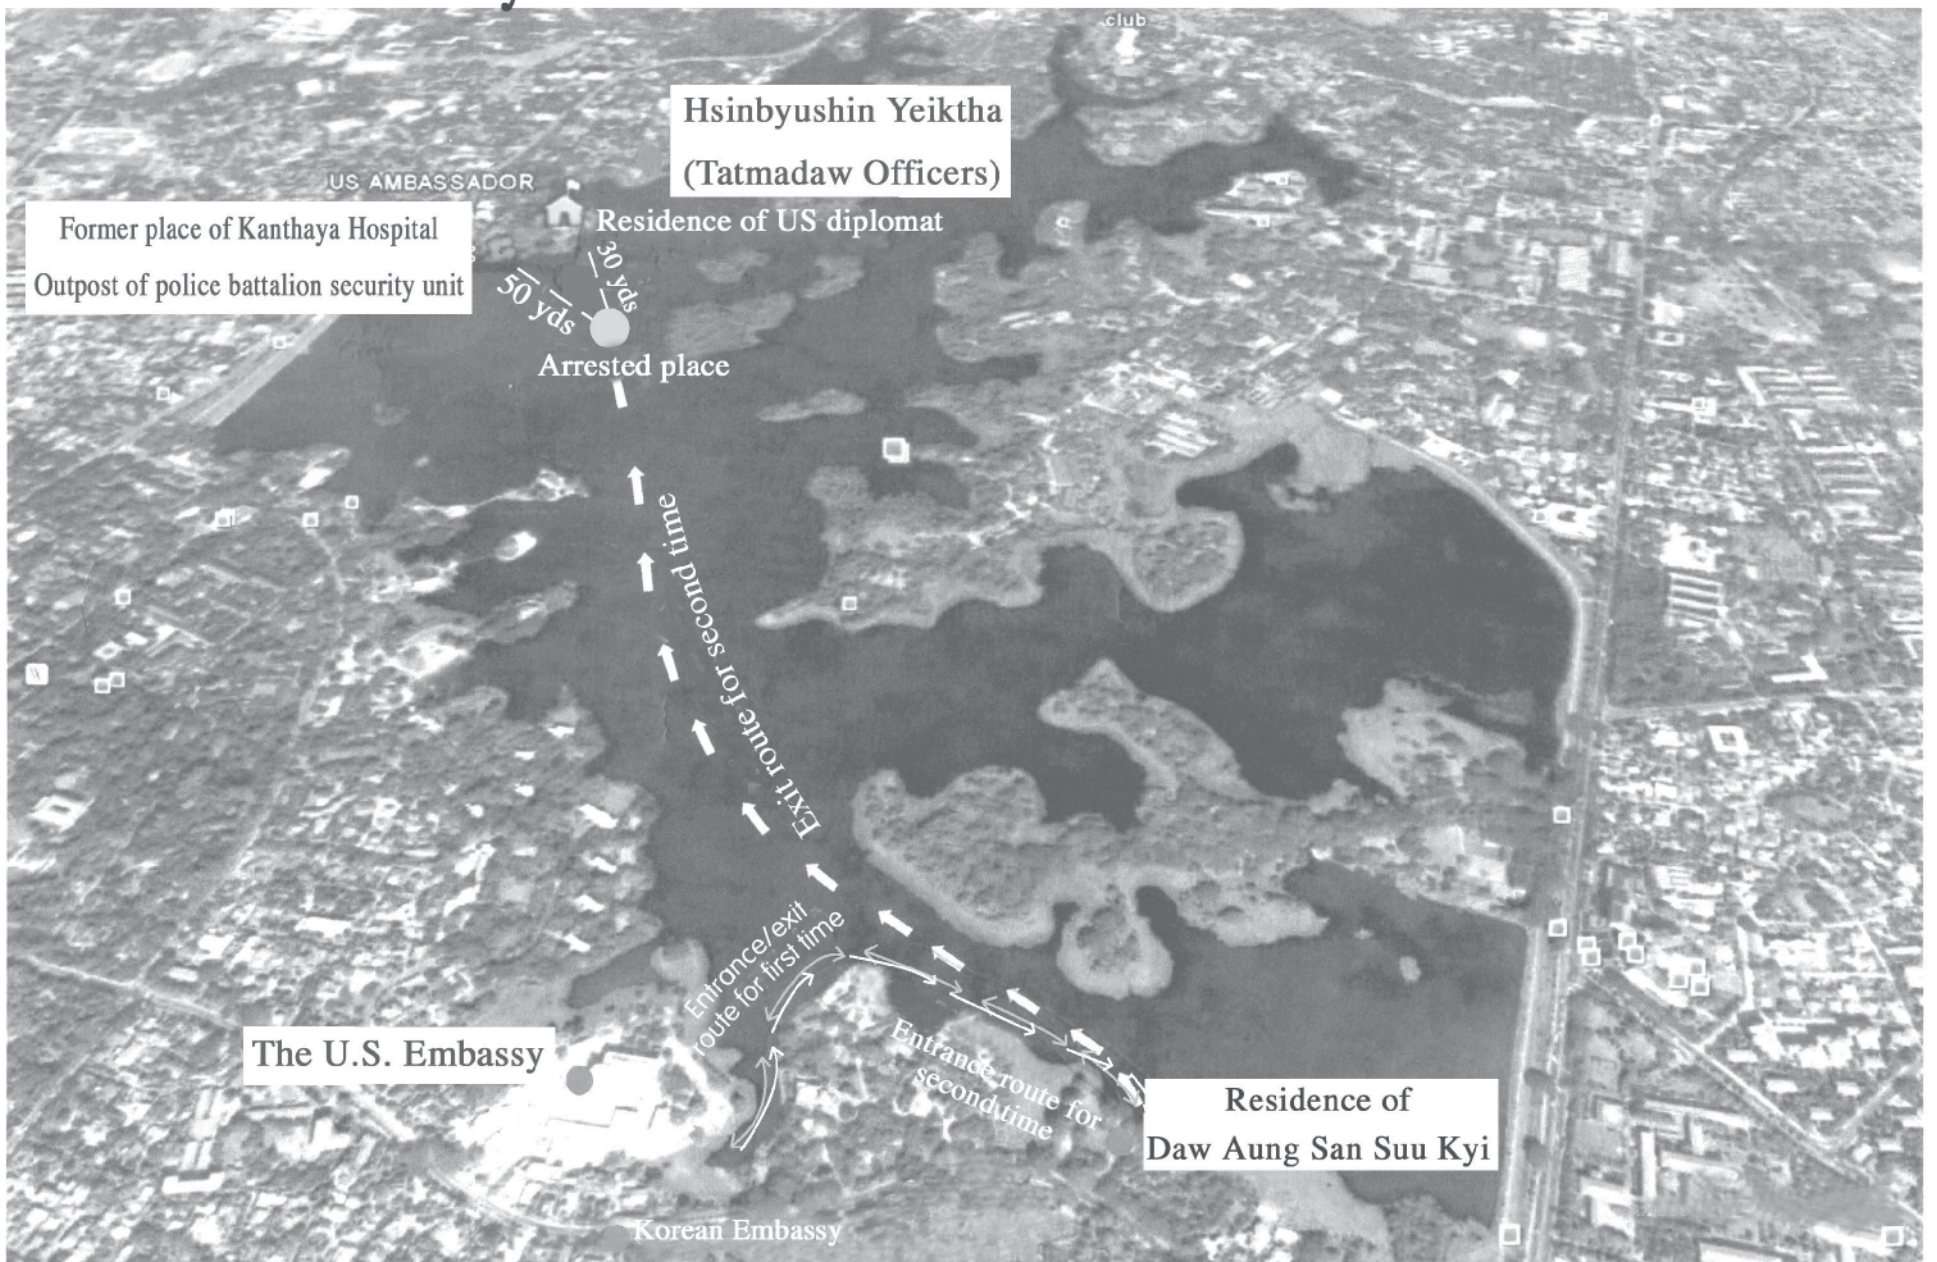 club
Hsinbyushin Yeiktha
(Tatmadaw Officers)
US AMBASSADOR
Residence of US diplomat
Former place of Kanthaya Hospital
Outpost of police battalion security unit
30 yds
50 yds
Arrested place
Exit route for second time
Entrance/exit
route for first time
Entrance route for
second time
The U.S. Embassy
Residence of
Daw Aung San Suu Kyi
Korean Embassy